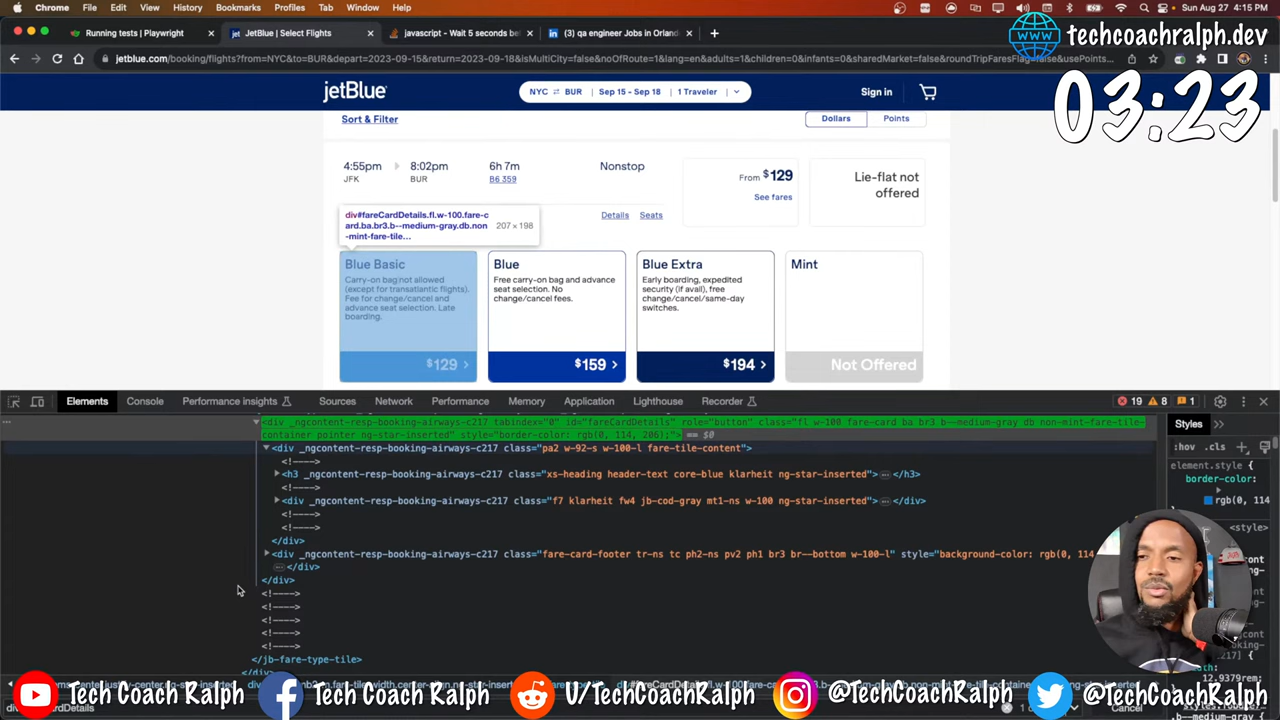 Chrome File Edit View History Bookmarks Profiles Tab Window Help Sun Aug 27 4:15 PM
Running tests | Playwright JetBlue | Select Flights javascript - Wait 5 seconds be (3) qa engineer Jobs in Orland
techcoachralph.dev
jetblue.com/booking/flights?from=NYC&to=BUR&depart=2023-09-15&return=2023-09-18&isMultiCity=false&noOfRoute=1&lang=en&adults=1&children=0&infants=0&sharedMarket=false&roundTripFaresFlag=false&usePoints...
03:23
jetBlue NYC BUR Sep 15 - Sep 18 1 Traveler Sign in
Sort & Filter Dollars Points
4:55pm 8:02pm 6h 7m Nonstop From $129 Lie-flat not
JFK BUR B6 359 See fares offered
div#fareCardDetails.fl.w-100.fare-c
ard.ba.br3.b--medium-gray.db.non 207 × 198
-mint-fare-tile...
Details Seats
Blue Basic
Carry-on bag not allowed
(except for transatlantic flights).
Fee for change/cancel and
advance seat selection. Late
boarding.
$129
Blue
Free carry-on bag and advance
seat selection. No
change/cancel fees.
$159
Blue Extra
Early boarding, expedited
security (if avail), free
change/cancel/same-day
switches.
$194
Mint
Not Offered
Elements Console Performance insights Sources Network Performance Memory Application Lighthouse Recorder 19 8 1
<div _ngcontent-resp-booking-airways-c217 tabindex="0" id="fareCardDetails" role="button" class="fl w-100 fare-card ba br3 b--medium-gray db non-mint-fare-tile-
container pointer ng-star-inserted" style="border-color: rgb(0, 114, 206);"> == $0
<div _ngcontent-resp-booking-airways-c217 class="pa2 w-92-s w-100-l fare-tile-content">
<!---->
<h3 _ngcontent-resp-booking-airways-c217 class="xs-heading header-text core-blue klarheit ng-star-inserted">…</h3>
<div _ngcontent-resp-booking-airways-c217 class="f7 klarheit fw4 jb-cod-gray mt1-ns w-100 ng-star-inserted">…</div>
<!---->
<!---->
</div>
<div _ngcontent-resp-booking-airways-c217 class="fare-card-footer tr-ns tc ph2-ns pv2 ph1 br3 br--bottom w-100-l" style="background-color: rgb(0, 114
…</div>
</div>
<!---->
<!---->
<!---->
<!---->
<!---->
</jb-fare-type-tile>
Styles
:hov .cls
element.style {
border-color:
rgb(0, 114
<style>
12.9379rem:
Tech Coach Ralph Tech Coach Ralph U/TechCoachRalph @TechCoachRalph @TechCoachRalph
Cancel